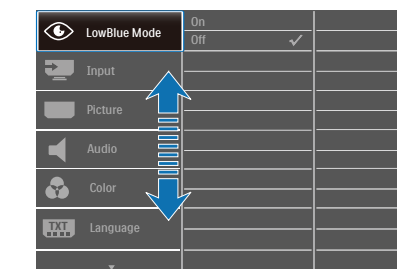 LowBlue Mode
On
Off
Input
Picture
Audio
Color
TXT
Language